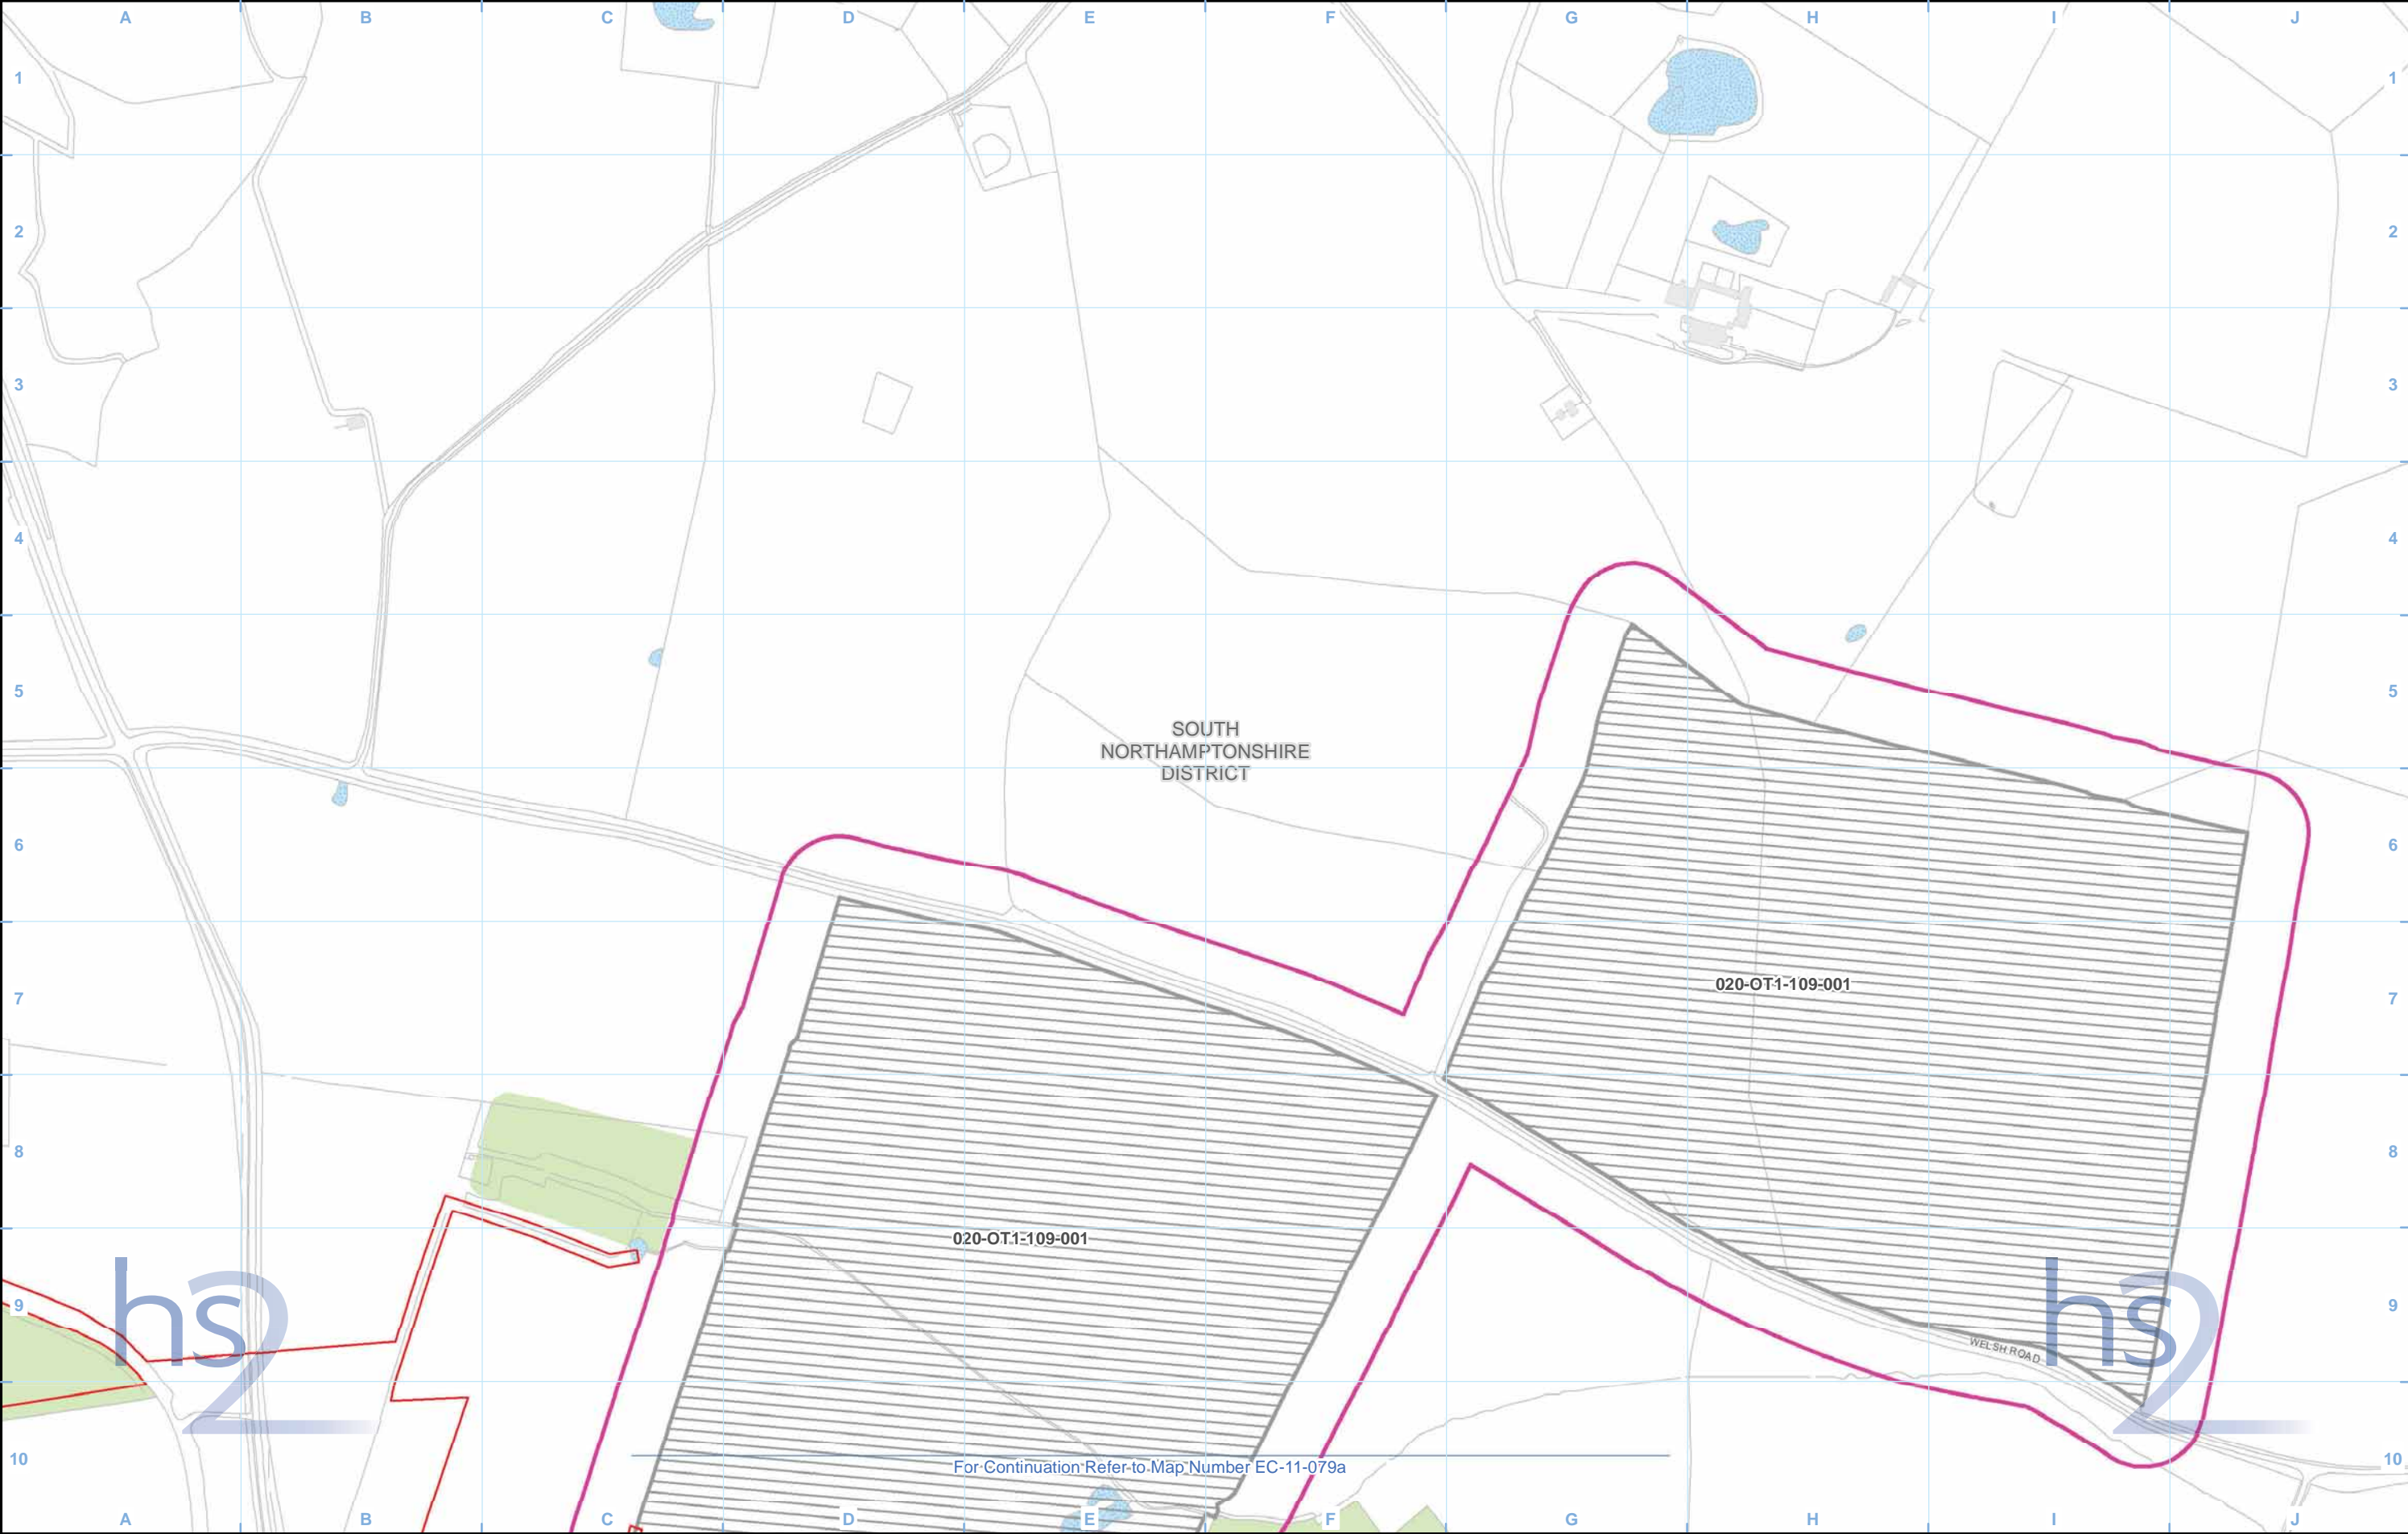 A B C D E F G H I J
1 1
2 2
3 3
4 4
5 5
SOUTH
NORTHAMPTONSHIRE
DISTRICT
6 6
7 7
020-OT1-109-001
8 8
020-OT1-109-001
9 9
hs2
hs2
WELSH ROAD
10 10
For Continuation Refer to Map Number EC-11-079a
A B C D E F G H I J